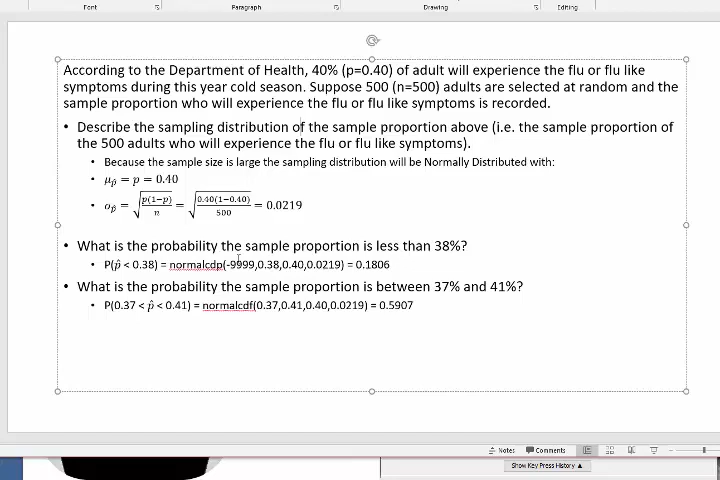 Font Paragraph Drawing Editing
According to the Department of Health, 40% (p=0.40) of adult will experience the flu or flu like
symptoms during this year cold season. Suppose 500 (n=500) adults are selected at random and the
sample proportion who will experience the flu or flu like symptoms is recorded.
• Describe the sampling distribution of the sample proportion above (i.e. the sample proportion of
the 500 adults who will experience the flu or flu like symptoms).
• Because the sample size is large the sampling distribution will be Normally Distributed with:
• μp̂ = p = 0.40
• σp̂ = √(p(1−p)/n) = √(0.40(1−0.40)/500) = 0.0219
• What is the probability the sample proportion is less than 38%?
• P(p̂ < 0.38) = normalcdp(-9999,0.38,0.40,0.0219) = 0.1806
• What is the probability the sample proportion is between 37% and 41%?
• P(0.37 < p̂ < 0.41) = normalcdf(0.37,0.41,0.40,0.0219) = 0.5907
Notes Comments
Show Key Press History ▲